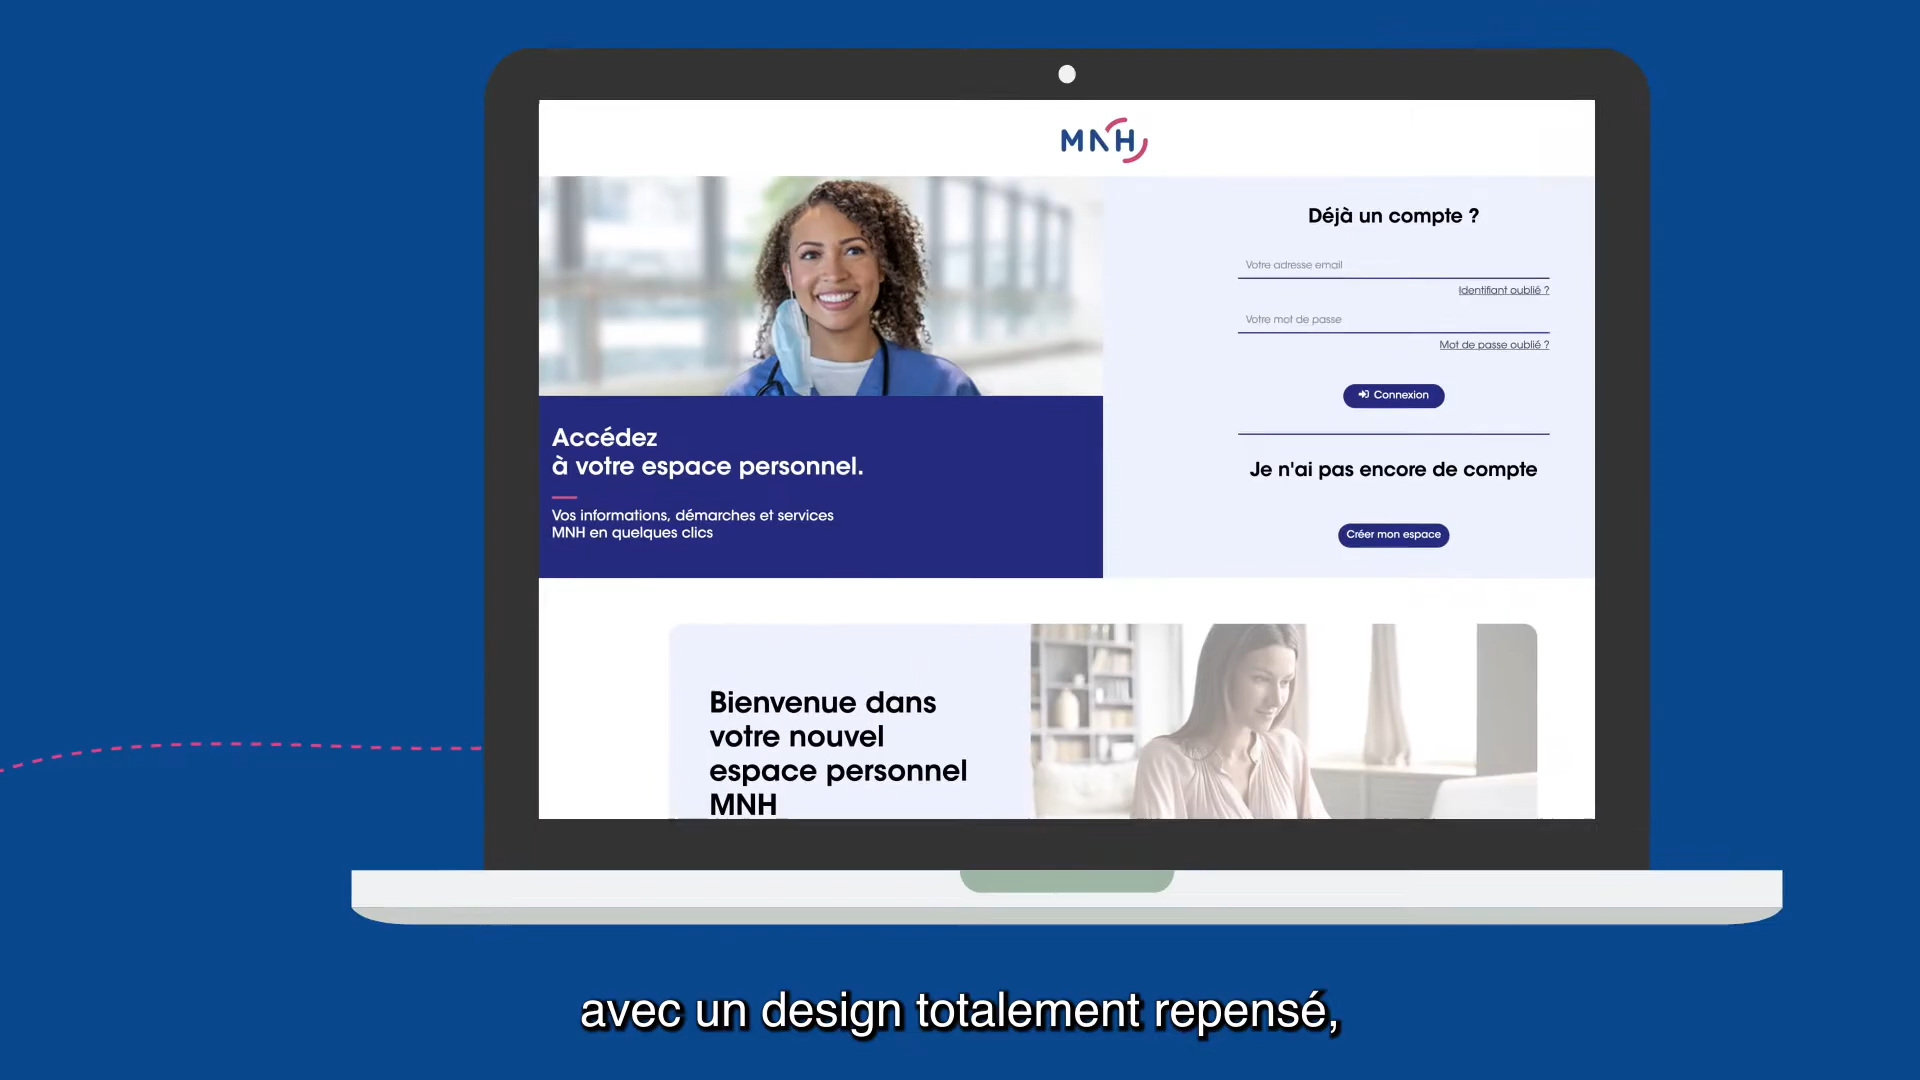 MNH
Accédez
à votre espace personnel.
Vos informations, démarches et services
MNH en quelques clics
Déjà un compte ?
Votre adresse email
Identifiant oublié ?
Votre mot de passe
Mot de passe oublié ?
Connexion
Je n'ai pas encore de compte
Créer mon espace
Bienvenue dans
votre nouvel
espace personnel
MNH
avec un design totalement repensé,